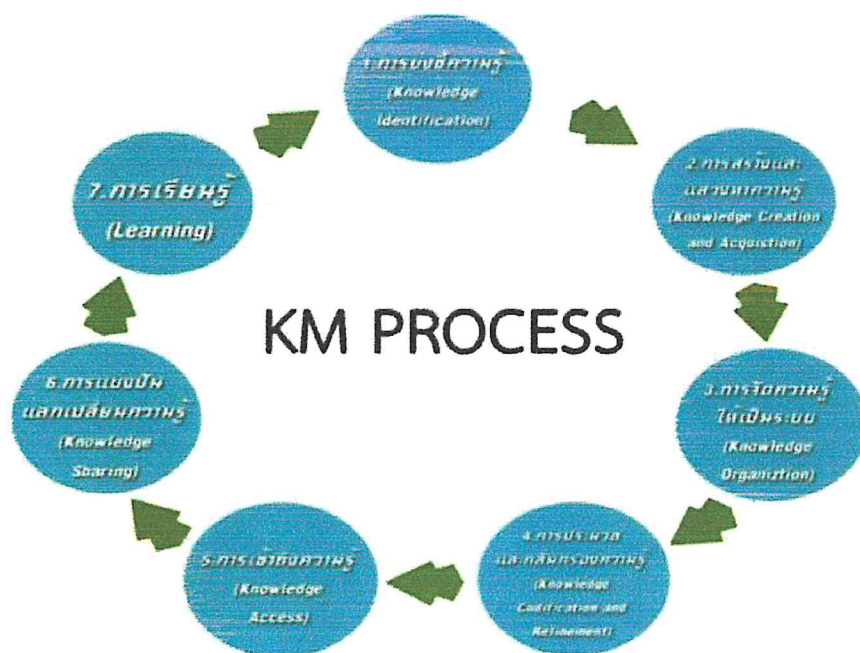 1.การบ่งชี้ความรู้
(Knowledge
Identification)
2.การสร้างและ
แสวงหาความรู้
(Knowledge Creation
and Acquistion)
3.การจัดความรู้
ให้เป็นระบบ
(Knowledge
Organiztion)
4.การประมวล
และกลั่นกรองความรู้
(Knowledge
Codification and
Refinement)
5.การเข้าถึงความรู้
(Knowledge
Access)
6.การแบ่งปัน
แลกเปลี่ยนความรู้
(Knowledge
Sharing)
7.การเรียนรู้
(Learning)
KM PROCESS